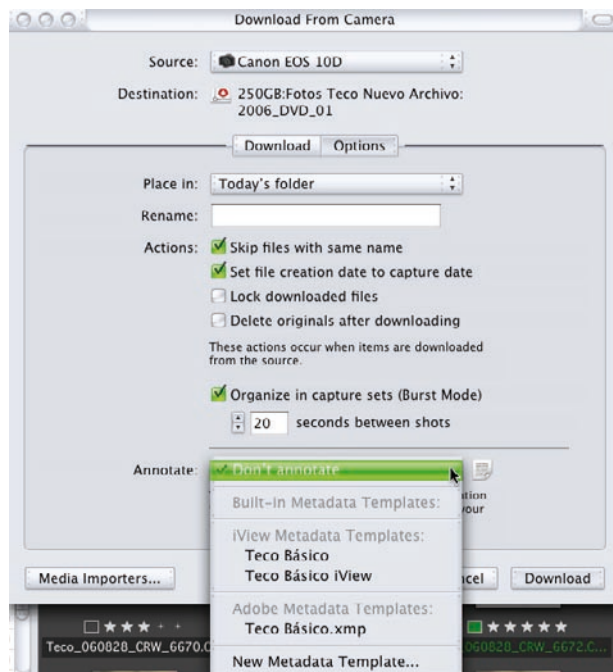 Download From Camera
Source: Canon EOS 10D
Destination: 250GB:Fotos Teco Nuevo Archivo:
2006_DVD_01
Download Options
Place in: Today's folder
Rename:
Actions: Skip files with same name
Set file creation date to capture date
Lock downloaded files
Delete originals after downloading
These actions occur when items are downloaded
from the source.
Organize in capture sets (Burst Mode)
20 seconds between shots
Annotate: Don't annotate
Built-in Metadata Templates:
iView Metadata Templates:
Teco Básico
Teco Básico iView
Adobe Metadata Templates:
Teco Básico.xmp
New Metadata Template...
Media Importers... Download
Teco_060828_CRW_6670.C 060828_CRW_6672.C